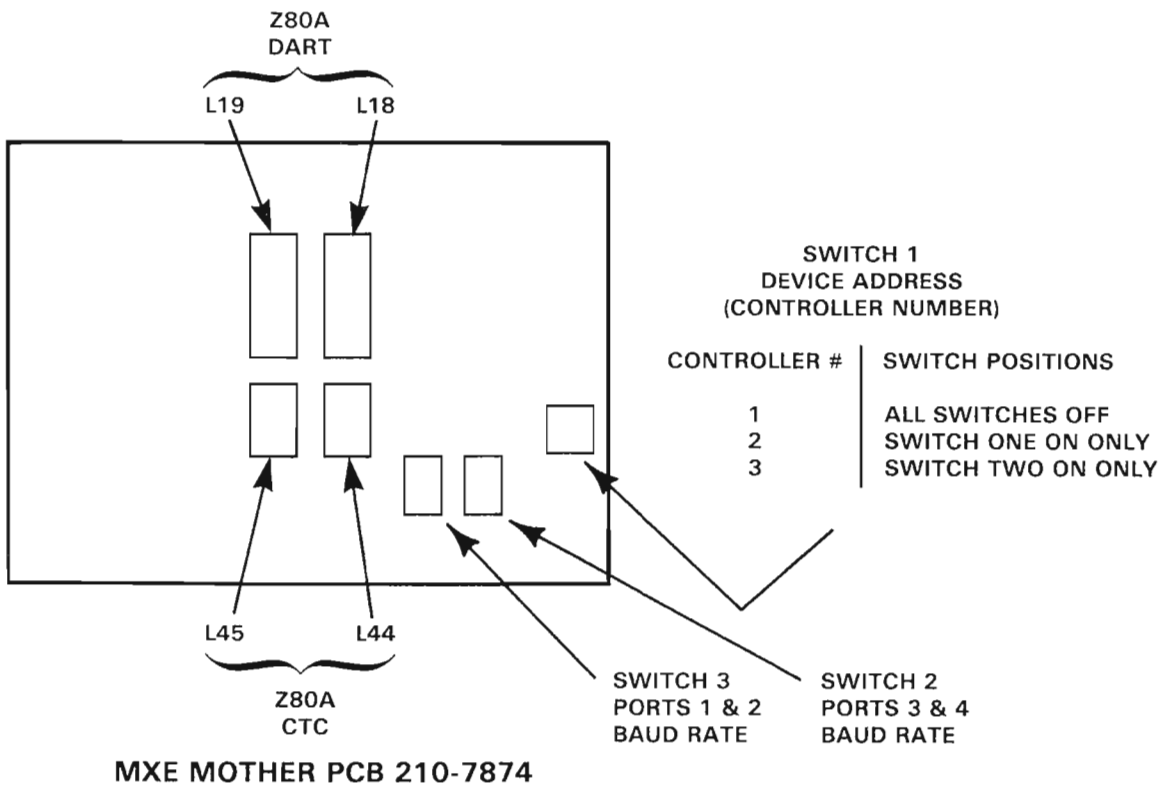 Z80A
DART
L19 L18
SWITCH 1
DEVICE ADDRESS
(CONTROLLER NUMBER)
CONTROLLER # SWITCH POSITIONS
1 ALL SWITCHES OFF
2 SWITCH ONE ON ONLY
3 SWITCH TWO ON ONLY
L45 L44
Z80A
CTC
SWITCH 3
PORTS 1 & 2
BAUD RATE
SWITCH 2
PORTS 3 & 4
BAUD RATE
MXE MOTHER PCB 210-7874